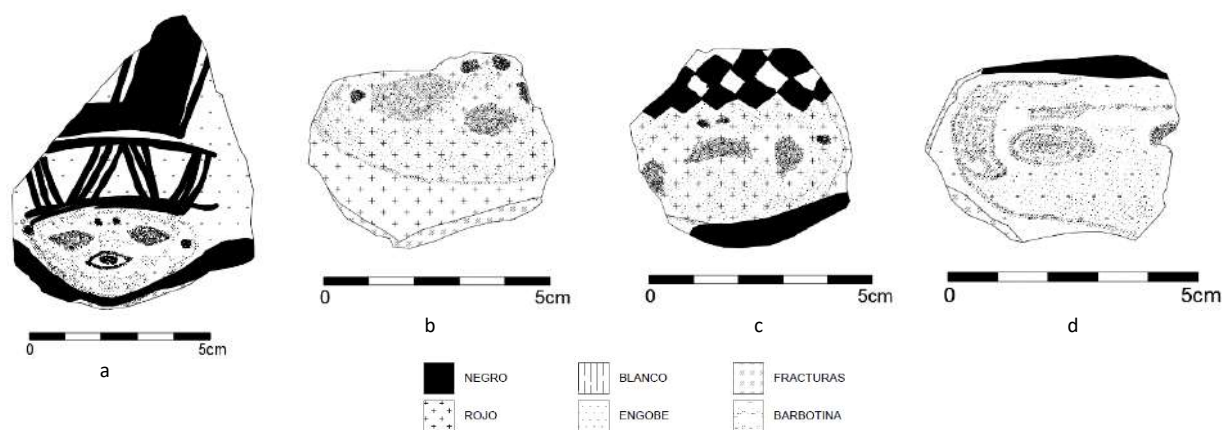 0 5cm
a
0 5cm
b
0 5cm
c
0 5cm
d
NEGRO BLANCO FRACTURAS
ROJO ENGOBE BARBOTINA